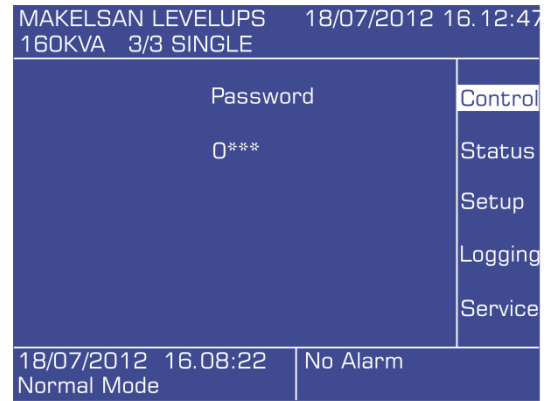 MAKELSAN LEVELUPS 18/07/2012 16.12:47
160KVA 3/3 SINGLE
Password
0***
Control
Status
Setup
Logging
Service
18/07/2012 16.08:22
Normal Mode
No Alarm